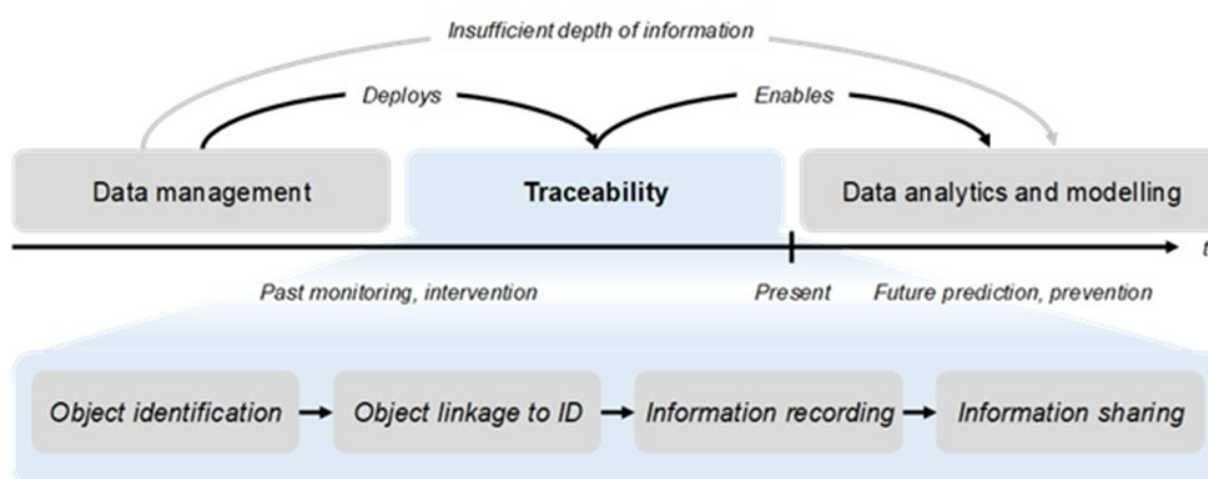 Insufficient depth of information
Deploys
Enables
Data management
Traceability
Data analytics and modelling
t
Past monitoring, intervention
Present
Future prediction, prevention
Object identification
Object linkage to ID
Information recording
Information sharing